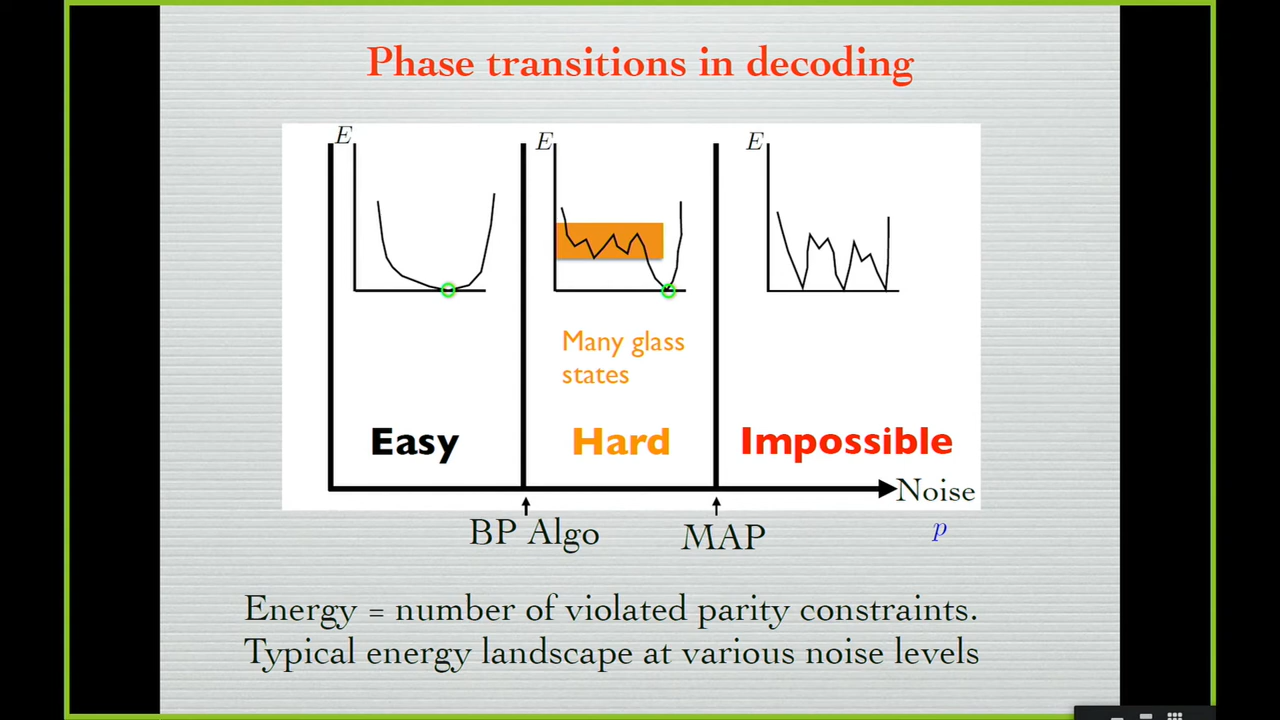 Phase transitions in decoding
E
E
E
Many glass
states
Easy
Hard
Impossible
Noise
BP Algo
MAP
p
Energy = number of violated parity constraints.
Typical energy landscape at various noise levels